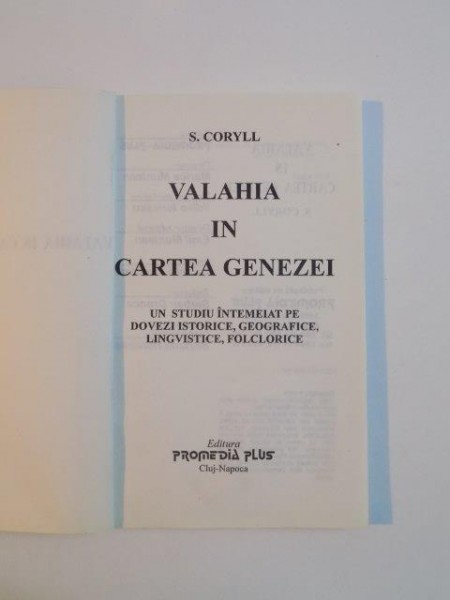 S. CORYLL
VALAHIA
IN
CARTEA GENEZEI
UN STUDIU ÎNTEMEIAT PE
DOVEZI ISTORICE, GEOGRAFICE,
LINGVISTICE, FOLCLORICE
Editura
PROMEDIA PLUS
Cluj-Napoca